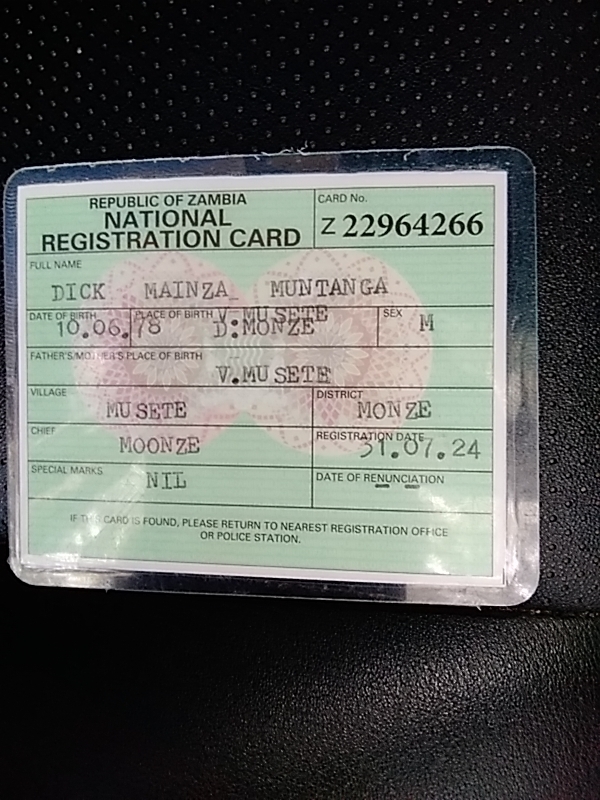 REPUBLIC OF ZAMBIA
NATIONAL
REGISTRATION CARD
CARD No.
Z 22964266
FULL NAME
DICK MAINZA MUNTANGA
DATE OF BIRTH
10.06.78
PLACE OF BIRTH
V:MUSETE
D:MONZE
SEX
M
FATHER'S/MOTHER'S PLACE OF BIRTH
V.MUSETE
VILLAGE
MUSETE
DISTRICT
MONZE
CHIEF
MOONZE
REGISTRATION DATE
31.07.24
SPECIAL MARKS
NIL
DATE OF RENUNCIATION
IF THIS CARD IS FOUND, PLEASE RETURN TO NEAREST REGISTRATION OFFICE
OR POLICE STATION.